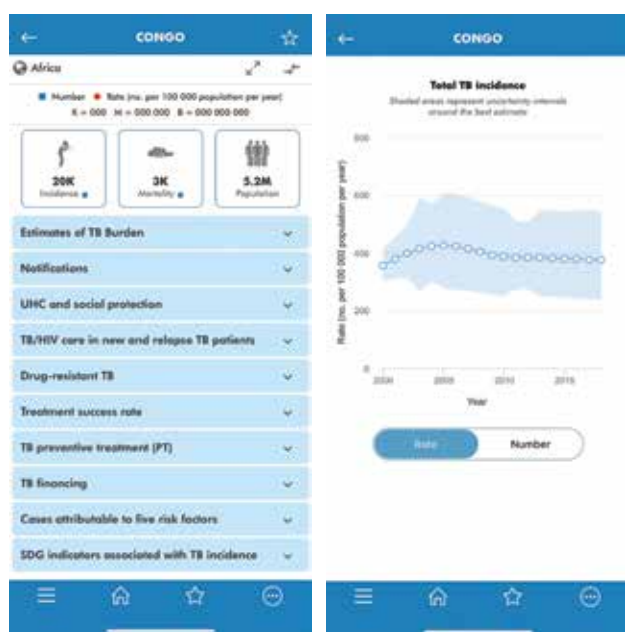 CONGO
Africa
Number Rate (no. per 100 000 population per year)
K = 000 M = 000 000 B = 000 000 000
20K
Incidence
3K
Mortality
5.2M
Population
Estimates of TB Burden
Notifications
UHC and social protection
TB/HIV care in new and relapse TB patients
Drug-resistant TB
Treatment success rate
TB preventive treatment (PT)
TB financing
Cases attributable to five risk factors
SDG indicators associated with TB incidence
CONGO
Total TB incidence
Shaded areas represent uncertainty intervals
around the best estimate
Rate (no. per 100 000 population per year)
800
600
400
200
0
2000
2005
2010
2015
Year
Rate
Number